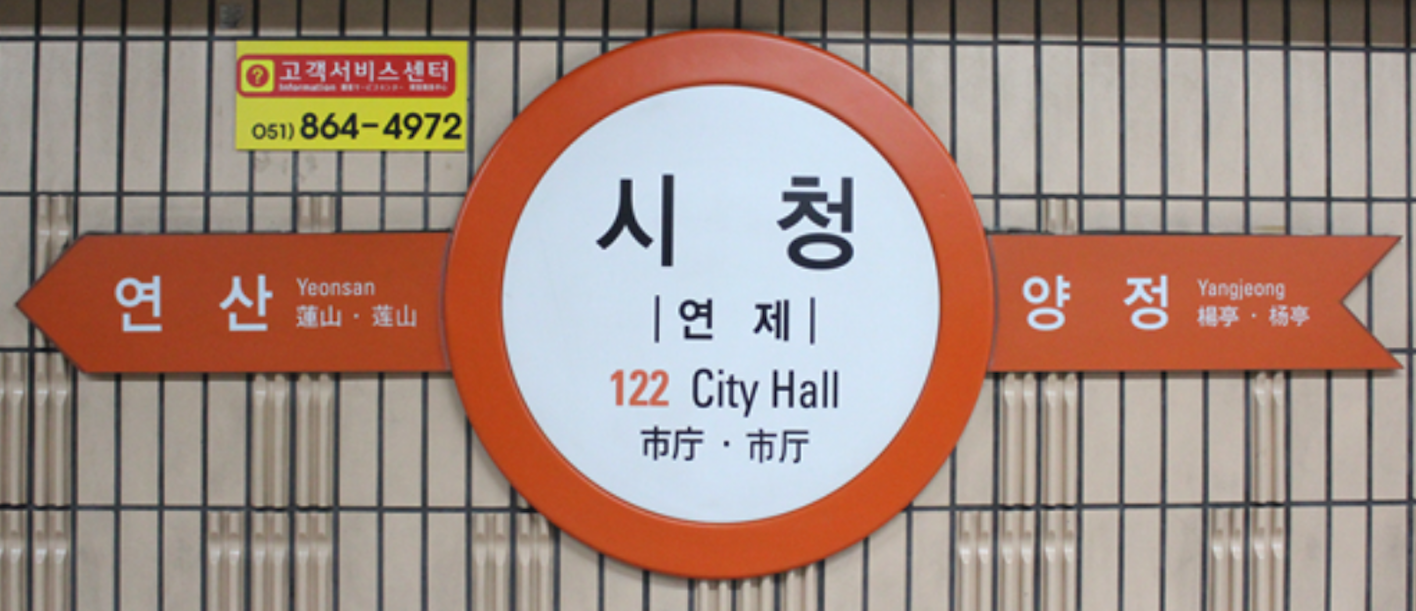 ? 고객서비스센터
Information
051) 864-4972
시 청
|연 제|
122 City Hall
市庁 · 市厅
연 산
Yeonsan
蓮山 · 莲山
양 정
Yangjeong
楊亭 · 杨亭